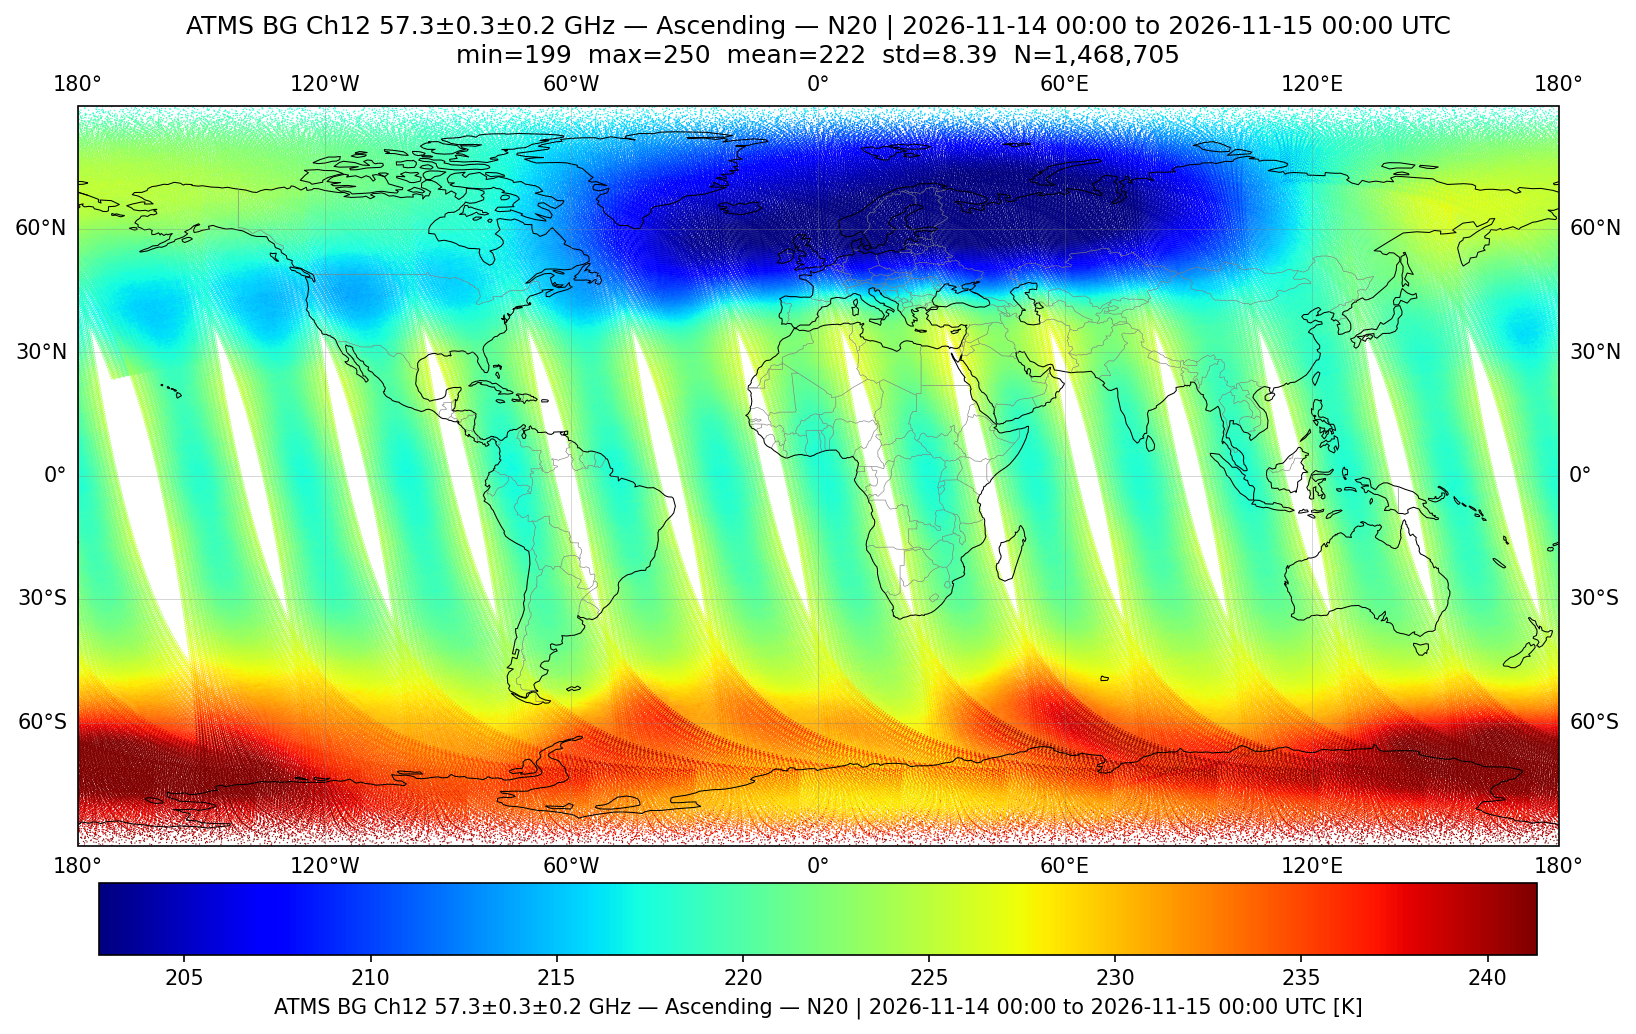 ATMS BG Ch12 57.3±0.3±0.2 GHz — Ascending — N20 | 2026-11-14 00:00 to 2026-11-15 00:00 UTC
min=199 max=250 mean=222 std=8.39 N=1,468,705
180° 120°W 60°W 0° 60°E 120°E 180°
60°N 60°N
30°N 30°N
0° 0°
30°S 30°S
60°S 60°S
180° 120°W 60°W 0° 60°E 120°E 180°
205 210 215 220 225 230 235 240
ATMS BG Ch12 57.3±0.3±0.2 GHz — Ascending — N20 | 2026-11-14 00:00 to 2026-11-15 00:00 UTC [K]